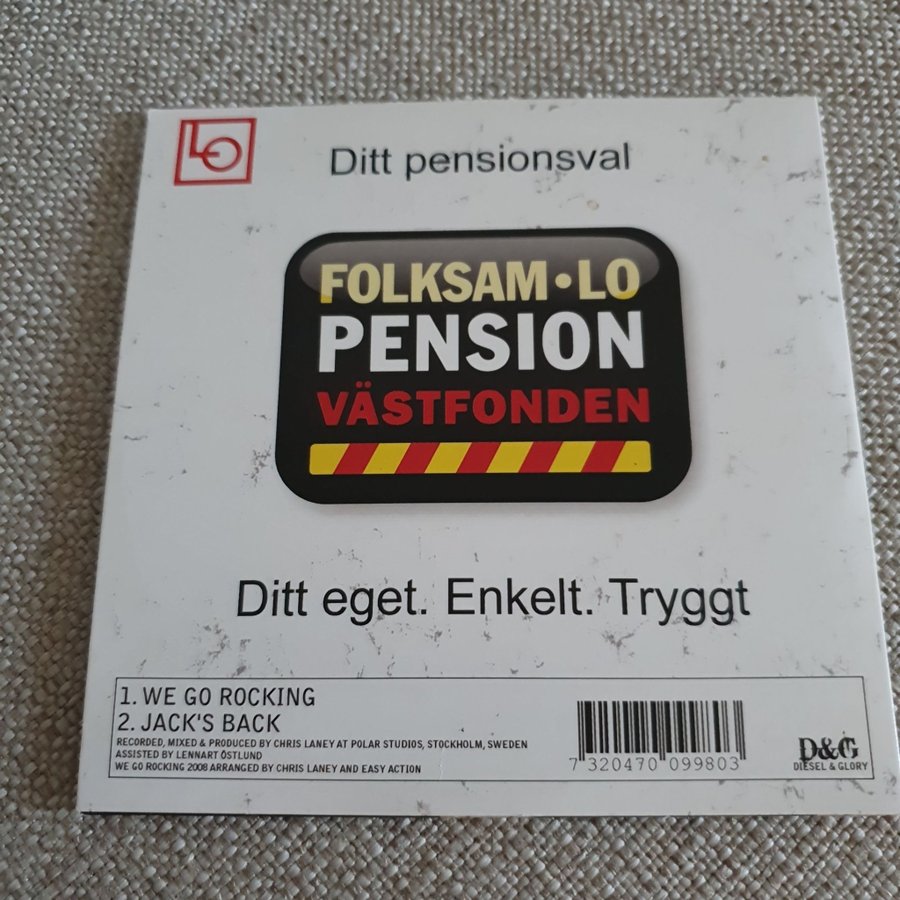 LO
Ditt pensionsval
FOLKSAM•LO
PENSION
VÄSTFONDEN
Ditt eget. Enkelt. Tryggt
1. WE GO ROCKING
2. JACK'S BACK
RECORDED, MIXED & PRODUCED BY CHRIS LANEY AT POLAR STUDIOS, STOCKHOLM, SWEDEN
ASSISTED BY LENNART ÖSTLUND
WE GO ROCKING 2008 ARRANGED BY CHRIS LANEY AND EASY ACTION
7 320470 099803
D&G
DIESEL & GLORY